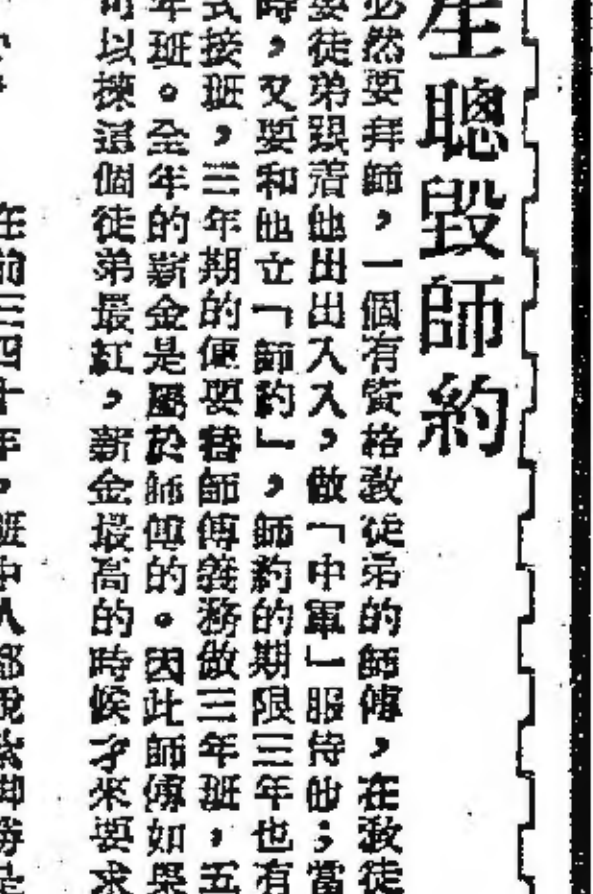 生聰毀師約
必然要拜師，一個有資格教徒弟的師傅，在教徒
要徒弟跟着他出出入入，做「中軍」服待他；當
時，又要和他立「師約」，師約的期限三年也有
式接班，三年期的便要替師傅義務做三年班，五
年班。全年的薪金是屬於師傅的。因此師傅如果
可以揀這個徒弟最紅，薪金最高的時候才來要求
在前三四十年，班中人都說